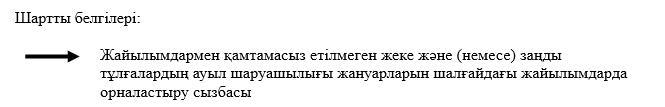 Шартты белгілері:
Жайылымдармен қамтамасыз етілмеген жеке және (немесе) заңды
тұлғалардың ауыл шаруашылығы жануарларын шалғайдағы жайылымдарда
орналастыру сызбасы